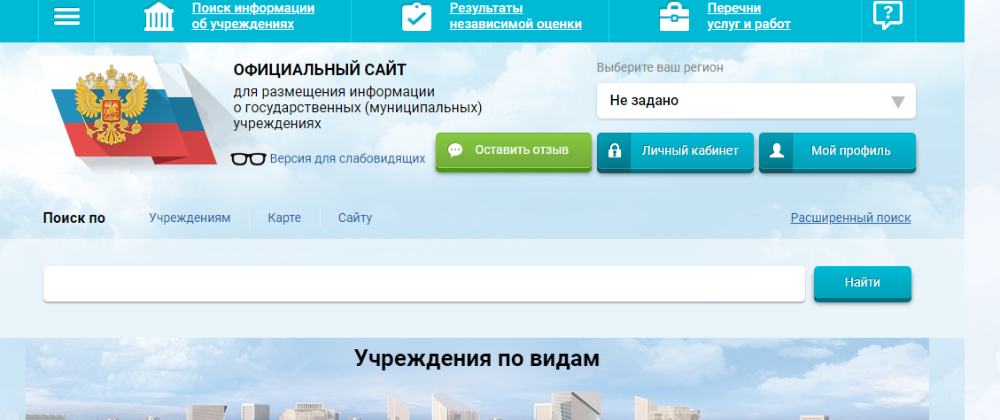 Поиск информации
об учреждениях
Результаты
независимой оценки
Перечни
услуг и работ
?
ОФИЦИАЛЬНЫЙ САЙТ
для размещения информации
о государственных (муниципальных)
учреждениях
Версия для слабовидящих
Выберите ваш регион
Не задано
Оставить отзыв
Личный кабинет
Мой профиль
Поиск по
Учреждениям
Карте
Сайту
Расширенный поиск
Найти
Учреждения по видам